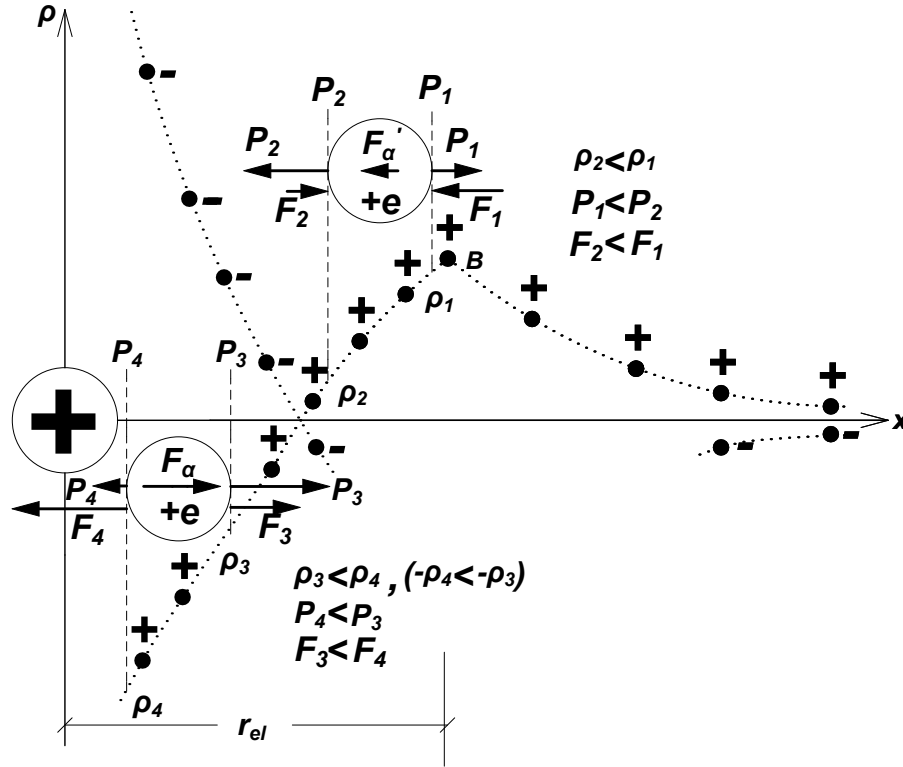 ρ
P₂ P₁
P₂ Fα' P₁
F₂ +e F₁
ρ₂<ρ₁
P₁<P₂
F₂<F₁
- - - - -
+ + + + + + + +
B
ρ₁
ρ₂
P₄ P₃
+
x
- -
Fα
P₄ +e P₃
F₄ F₃
+ +
ρ₃
ρ₃<ρ₄ , (-ρ₄<-ρ₃)
P₄<P₃
F₃<F₄
ρ₄
r_el